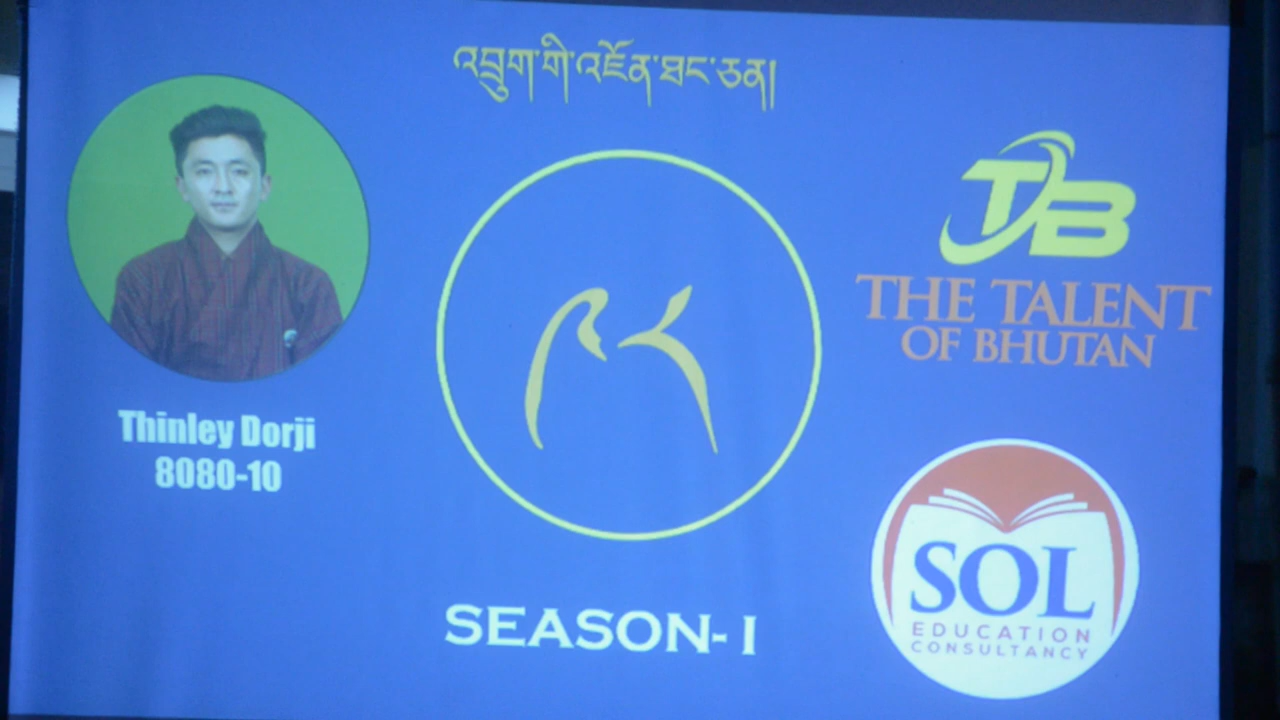 འབྲུག་གི་འཇོན་ཐང་ཅན།
Thinley Dorji
8080-10
SEASON- I
TB
THE TALENT
OF BHUTAN
SOL
EDUCATION
CONSULTANCY